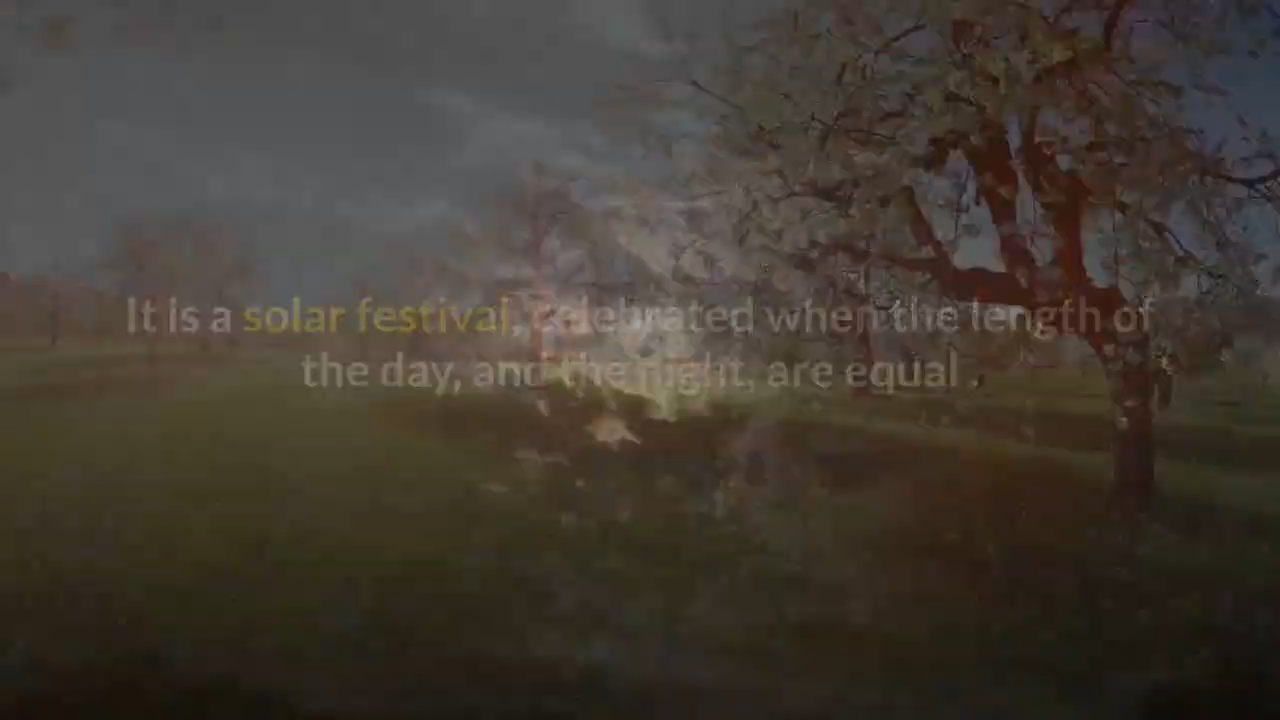 It is a solar festival, celebrated when the length of
the day, and the night, are equal .